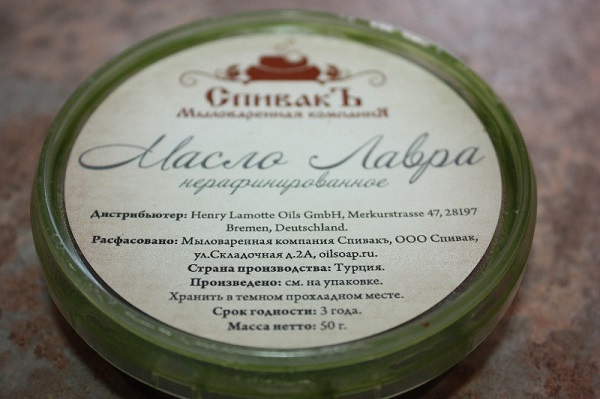 СпивакЪ
Мыловаренная компаниЯ
Масло Лавра
нерафинированное
Дистрибьютер: Henry Lamotte Oils GmbH, Merkurstrasse 47, 28197
Bremen, Deutschland.
Расфасовано: Мыловаренная компания Спивакъ, ООО Спивак,
ул.Складочная д.2А, oilsoap.ru.
Страна производства: Турция.
Произведено: см. на упаковке.
Хранить в темном прохладном месте.
Срок годности: 3 года.
Масса нетто: 50 г.